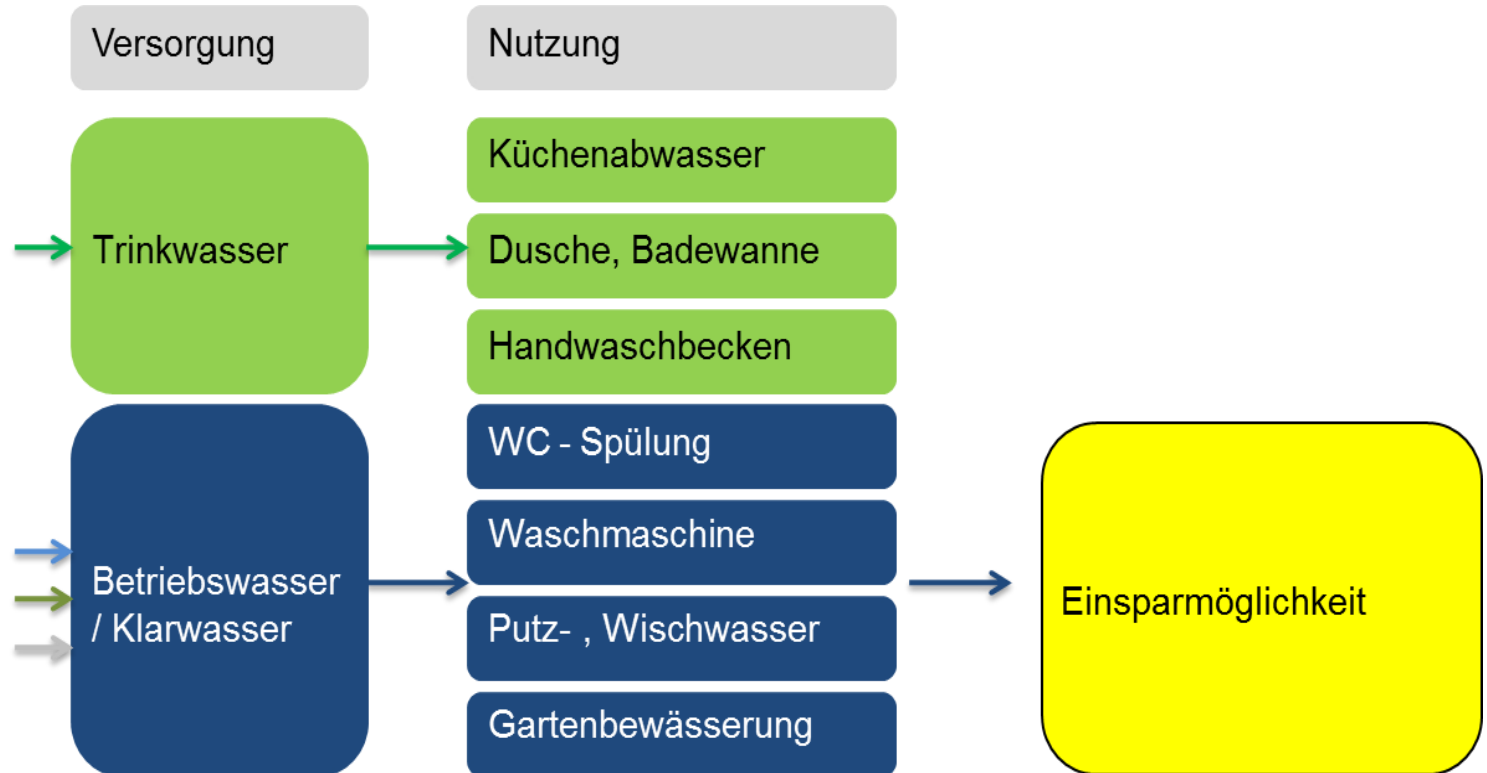 Versorgung
Nutzung
Trinkwasser
Küchenabwasser
Dusche, Badewanne
Handwaschbecken
Betriebswasser
/ Klarwasser
WC - Spülung
Waschmaschine
Putz- , Wischwasser
Gartenbewässerung
Einsparmöglichkeit